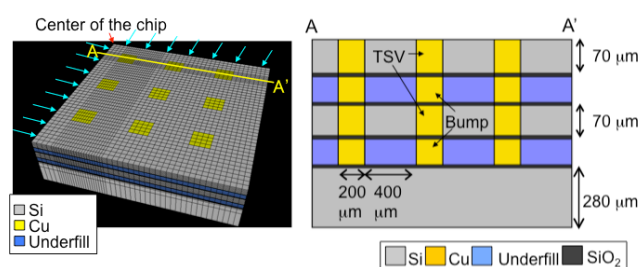 Center of the chip
A
A'
Si
Cu
Underfill
A
A'
TSV
70 μm
Bump
70 μm
200 μm
400 μm
280 μm
Si
Cu
Underfill
SiO2